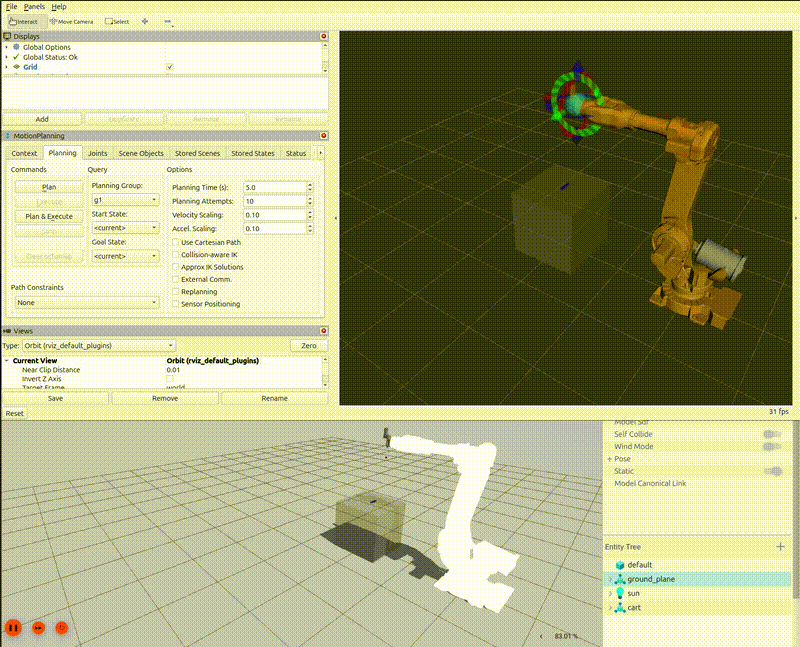 File Panels Help
Interact Move Camera Select
Displays
Global Options
Global Status: Ok
Grid
Add Duplicate Remove Rename
MotionPlanning
Context Planning Joints Scene Objects Stored Scenes Stored States Status
Commands Query Options
Plan Planning Group: Planning Time (s): 5.0
Execute g1 Planning Attempts: 10
Plan & Execute Start State: Velocity Scaling: 0.10
Stop <current> Accel. Scaling: 0.10
Goal State: Use Cartesian Path
Clear octomap <current> Collision-aware IK
Approx IK Solutions
External Comm.
Path Constraints Replanning
None Sensor Positioning
Views
Type: Orbit (rviz_default_plugins) Zero
Current View Orbit (rviz_default_plugins)
Near Clip Distance 0.01
Invert Z Axis
Target Frame world
Save Remove Rename
Reset 31 fps
Model Sdf
Self Collide
Wind Mode
Pose
Static
Model Canonical Link
Entity Tree
default
ground_plane
sun
cart
83.01 %